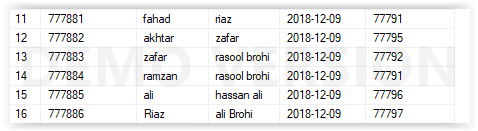 11 777881 fahad riaz 2018-12-09 77791
12 777882 akhtar zafar 2018-12-09 77795
13 777883 zafar rasool brohi 2018-12-09 77792
14 777884 ramzan rasool brohi 2018-12-09 77791
15 777885 ali hassan ali 2018-12-09 77796
16 777886 Riaz ali Brohi 2018-12-09 77797
DEMO VERSION